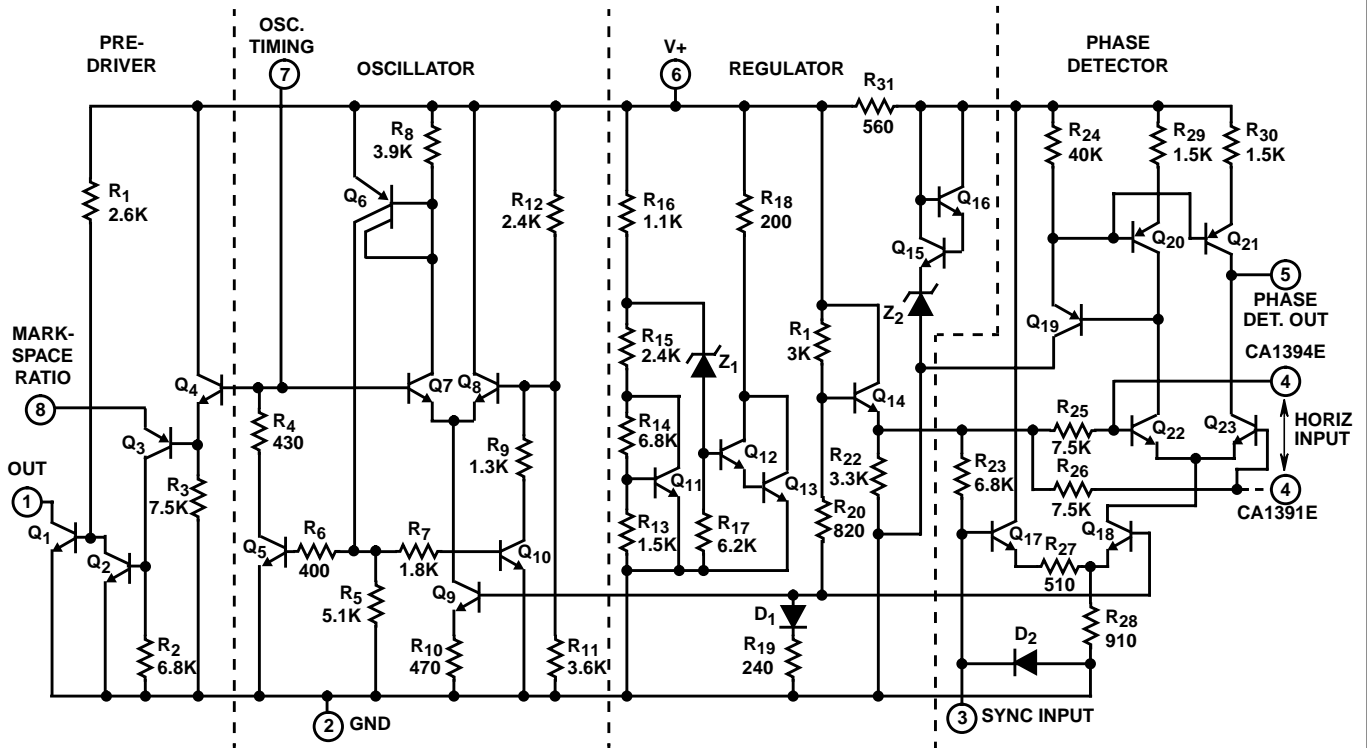 PRE-
DRIVER
OSC.
TIMING
7
OSCILLATOR
V+
6
REGULATOR
PHASE
DETECTOR
R31
560
R8
3.9K
R24
40K
R29
1.5K
R30
1.5K
R1
2.6K
Q6
R12
2.4K
R16
1.1K
R18
200
Q16
Q15
Q20
Q21
5
PHASE
DET. OUT
Z2
Q19
R15
2.4K
Z1
R1
3K
MARK-
SPACE
RATIO
8
Q4
Q7
Q8
Q14
CA1394E
4
HORIZ
INPUT
4
CA1391E
Q3
R4
430
R9
1.3K
R14
6.8K
Q12
Q13
R22
3.3K
R23
6.8K
R25
7.5K
Q22
Q23
R26
7.5K
OUT
1
R3
7.5K
Q11
R20
820
Q1
Q2
Q5
R6
400
R7
1.8K
Q10
R13
1.5K
R17
6.2K
Q17
Q18
R27
510
R5
5.1K
Q9
D1
R19
240
D2
R28
910
R2
6.8K
R10
470
R11
3.6K
2
GND
3
SYNC INPUT